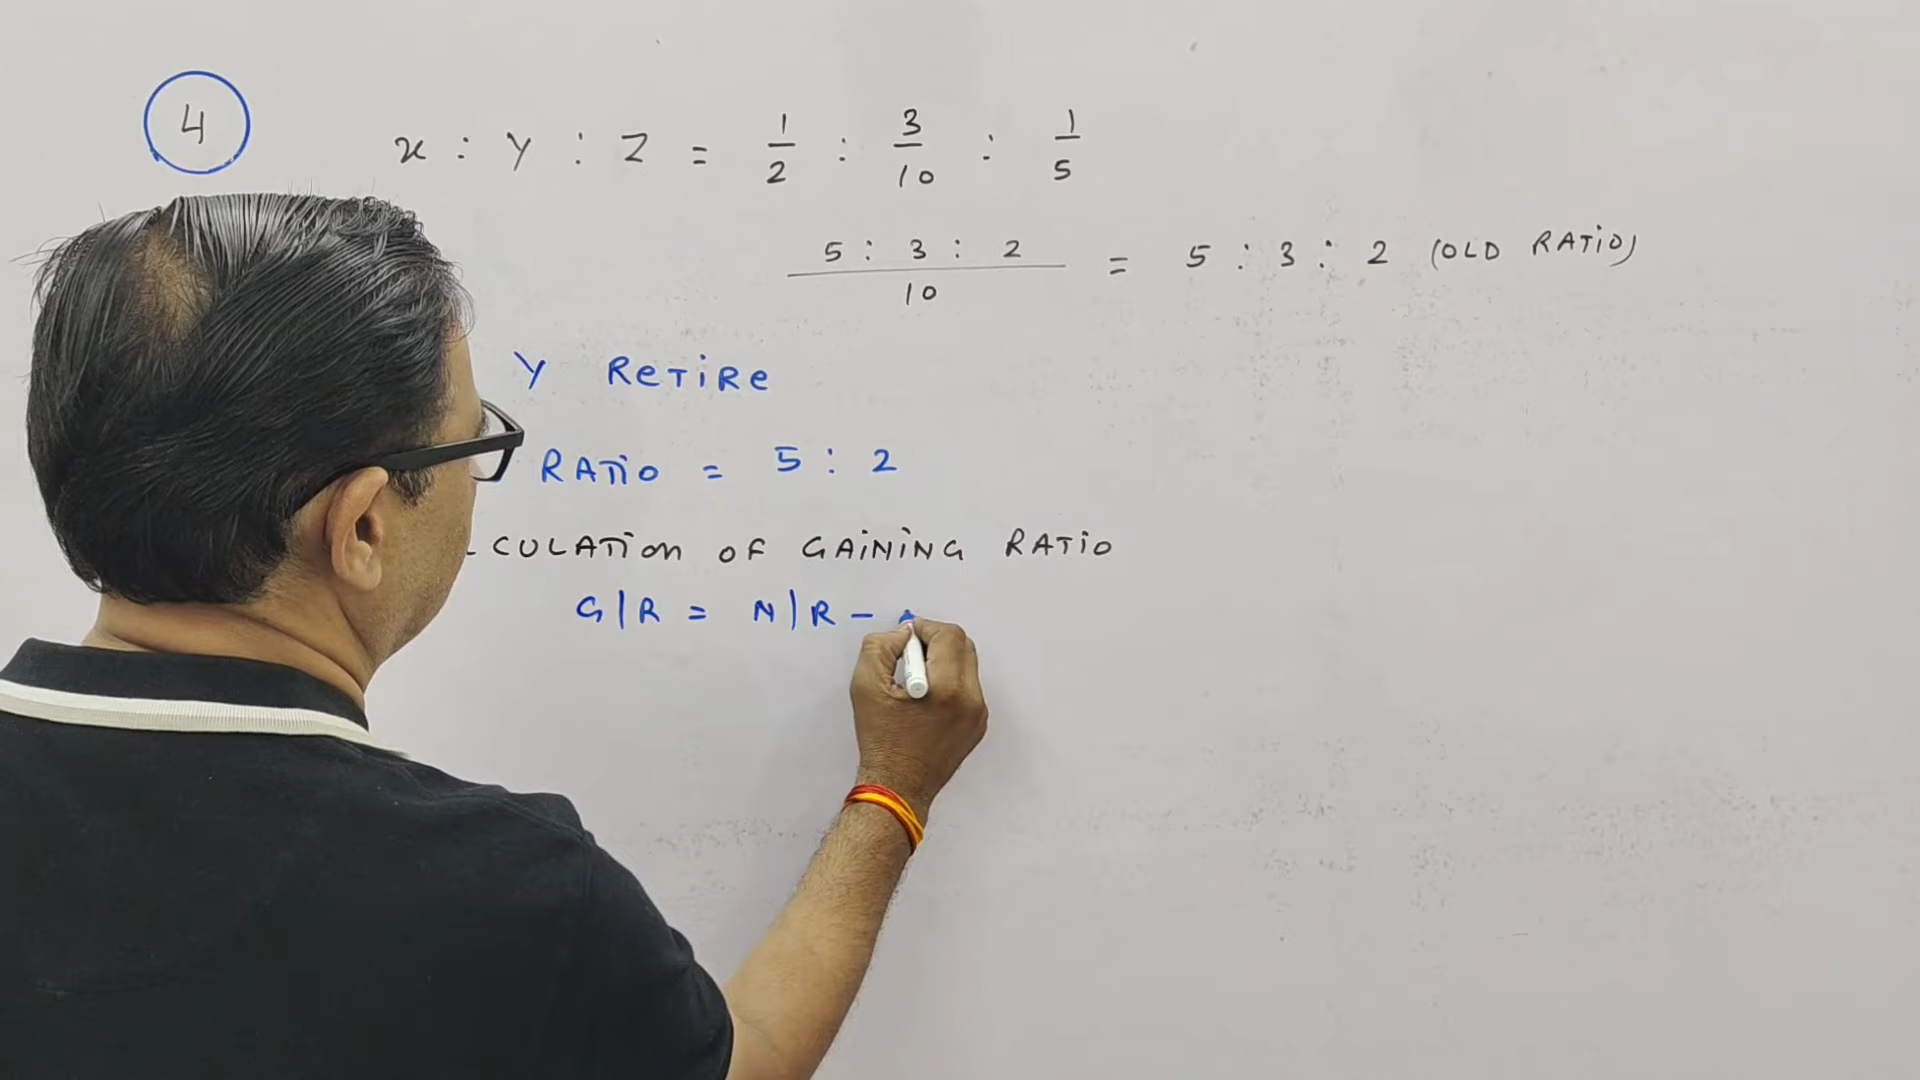 4
x : Y : Z = 1/2 : 3/10 : 1/5
5 : 3 : 2 / 10 = 5 : 3 : 2 (OLD RATiO)
Y ReTiRe
RATiO = 5 : 2
CULATiOn OF GAiNiNG RATiO
G|R = N|R -